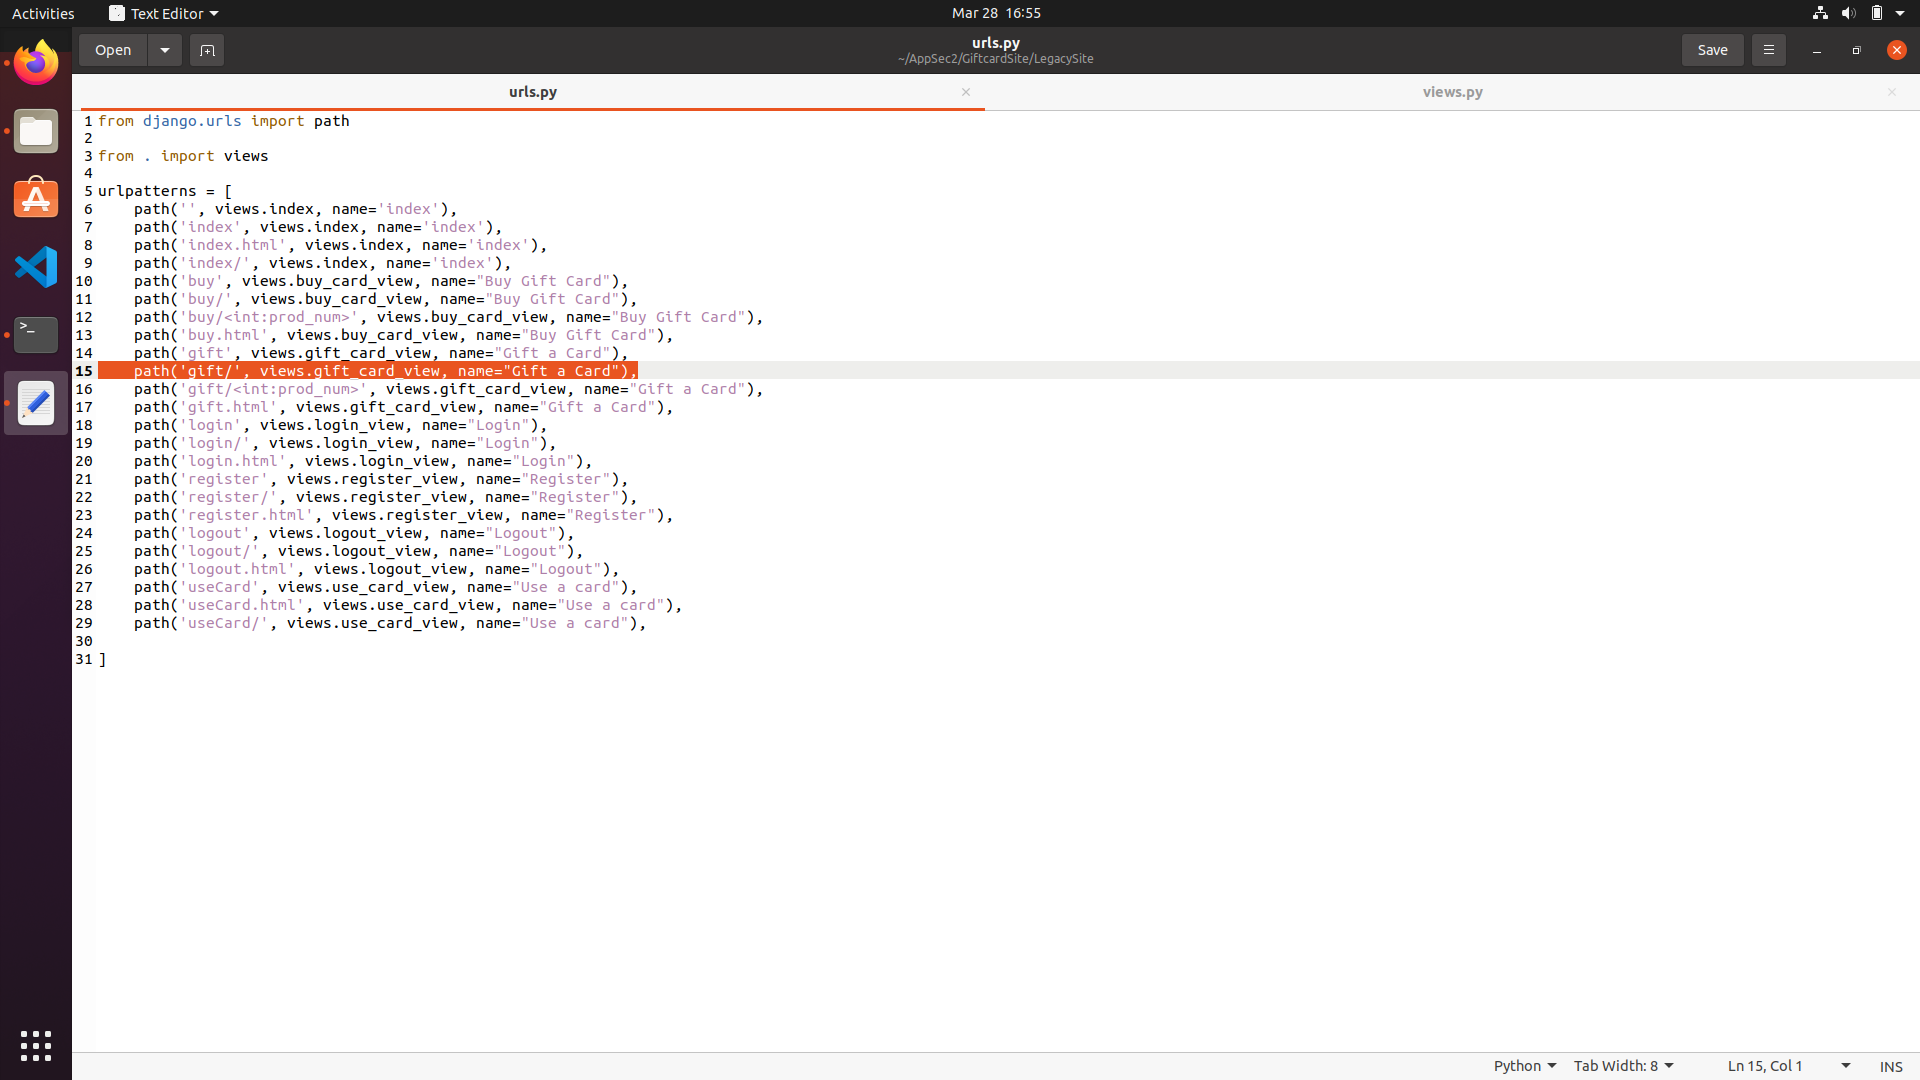 Activities
Text Editor
Mar 28 16:55
Open
urls.py
~/AppSec2/GiftcardSite/LegacySite
Save
urls.py
views.py
1 from django.urls import path
2
3 from . import views
4
5 urlpatterns = [
6     path('', views.index, name='index'),
7     path('index', views.index, name='index'),
8     path('index.html', views.index, name='index'),
9     path('index/', views.index, name='index'),
10     path('buy', views.buy_card_view, name="Buy Gift Card"),
11     path('buy/', views.buy_card_view, name="Buy Gift Card"),
12     path('buy/<int:prod_num>', views.buy_card_view, name="Buy Gift Card"),
13     path('buy.html', views.buy_card_view, name="Buy Gift Card"),
14     path('gift', views.gift_card_view, name="Gift a Card"),
15     path('gift/', views.gift_card_view, name="Gift a Card"),
16     path('gift/<int:prod_num>', views.gift_card_view, name="Gift a Card"),
17     path('gift.html', views.gift_card_view, name="Gift a Card"),
18     path('login', views.login_view, name="Login"),
19     path('login/', views.login_view, name="Login"),
20     path('login.html', views.login_view, name="Login"),
21     path('register', views.register_view, name="Register"),
22     path('register/', views.register_view, name="Register"),
23     path('register.html', views.register_view, name="Register"),
24     path('logout', views.logout_view, name="Logout"),
25     path('logout/', views.logout_view, name="Logout"),
26     path('logout.html', views.logout_view, name="Logout"),
27     path('useCard', views.use_card_view, name="Use a card"),
28     path('useCard.html', views.use_card_view, name="Use a card"),
29     path('useCard/', views.use_card_view, name="Use a card"),
30
31 ]
Python
Tab Width: 8
Ln 15, Col 1
INS